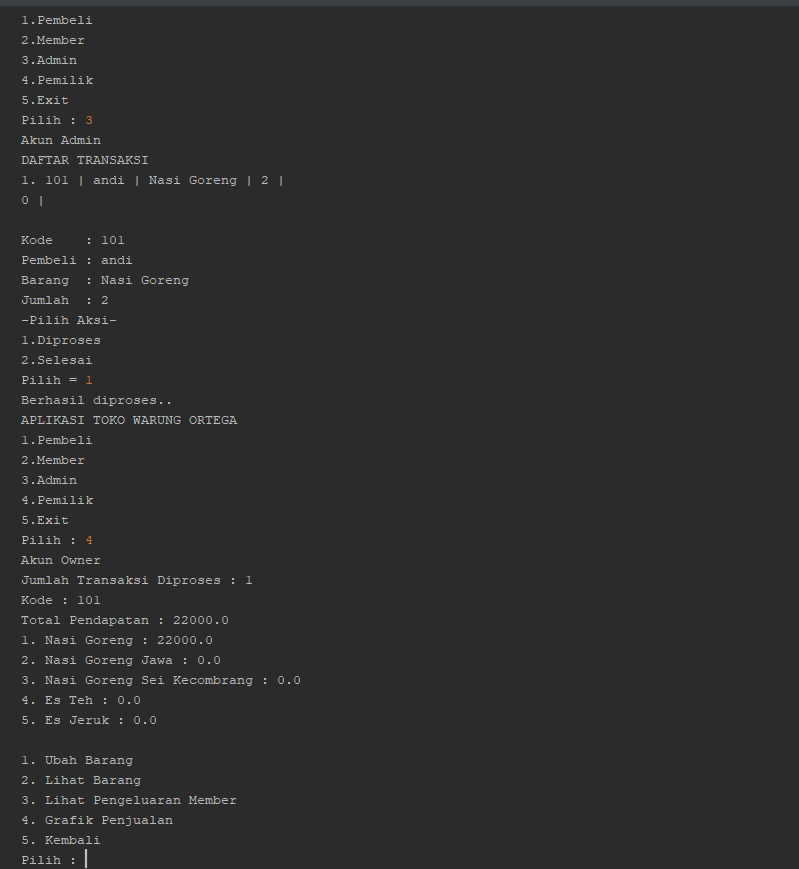 1.Pembeli
2.Member
3.Admin
4.Pemilik
5.Exit
Pilih : 3
Akun Admin
DAFTAR TRANSAKSI
1. 101 | andi | Nasi Goreng | 2 |
0 |
Kode    : 101
Pembeli : andi
Barang  : Nasi Goreng
Jumlah  : 2
-Pilih Aksi-
1.Diproses
2.Selesai
Pilih = 1
Berhasil diproses..
APLIKASI TOKO WARUNG ORTEGA
1.Pembeli
2.Member
3.Admin
4.Pemilik
5.Exit
Pilih : 4
Akun Owner
Jumlah Transaksi Diproses : 1
Kode : 101
Total Pendapatan : 22000.0
1. Nasi Goreng : 22000.0
2. Nasi Goreng Jawa : 0.0
3. Nasi Goreng Sei Kecombrang : 0.0
4. Es Teh : 0.0
5. Es Jeruk : 0.0
1. Ubah Barang
2. Lihat Barang
3. Lihat Pengeluaran Member
4. Grafik Penjualan
5. Kembali
Pilih :